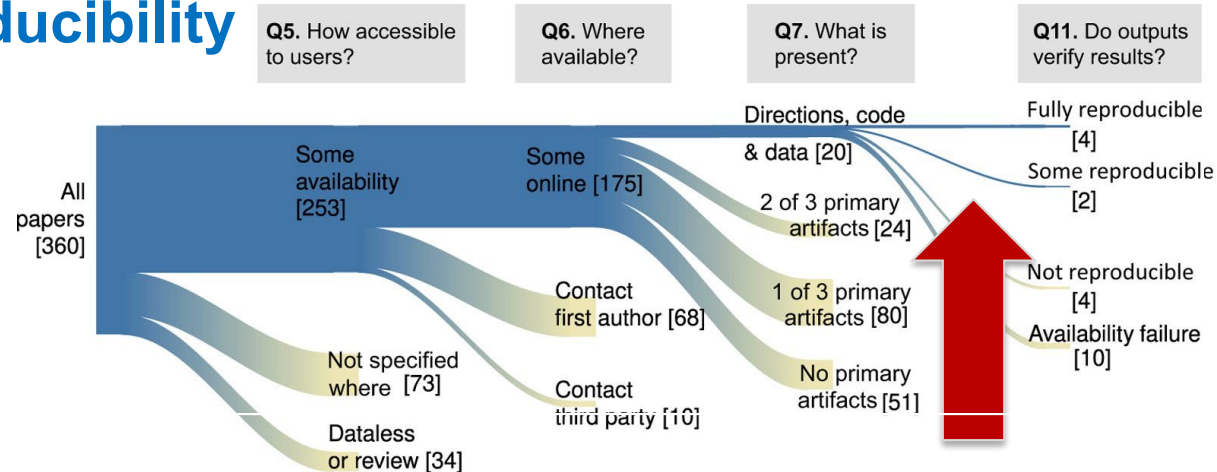 ducibility
Q5. How accessible
to users?
Q6. Where
available?
Q7. What is
present?
Q11. Do outputs
verify results?
All
papers
[360]
Some
availability
[253]
Not specified
where [73]
Dataless
or review [34]
Some
online [175]
Contact
first author [68]
Contact
third party [10]
Directions, code
& data [20]
2 of 3 primary
artifacts [24]
1 of 3 primary
artifacts [80]
No primary
artifacts [51]
Fully reproducible
[4]
Some reproducible
[2]
Not reproducible
[4]
Availability failure
[10]